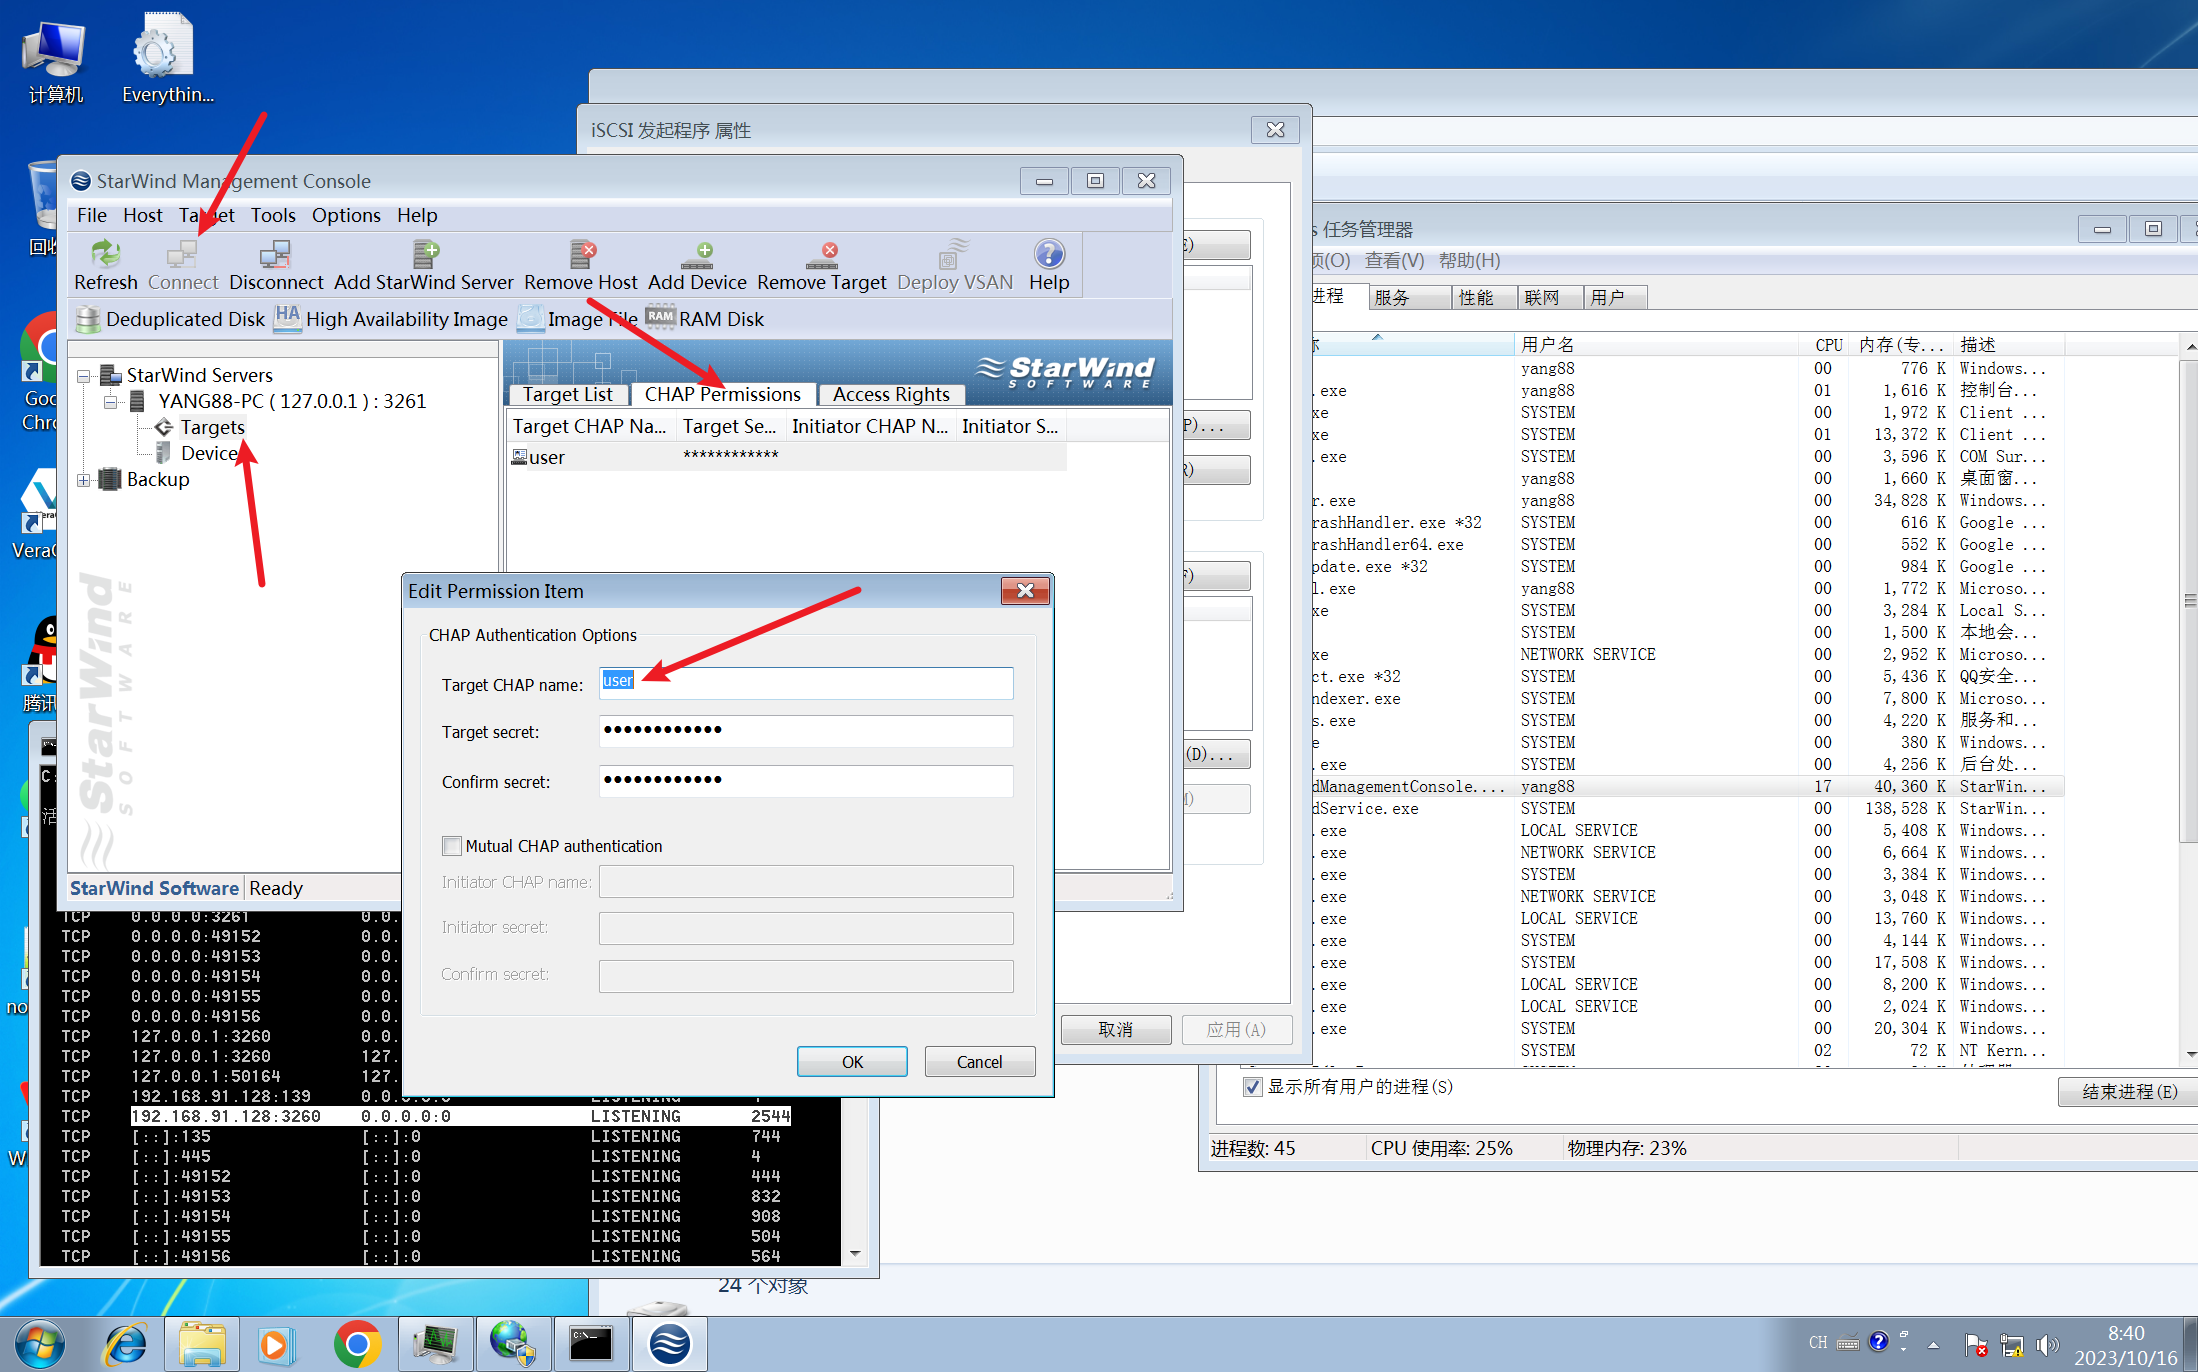 计算机
Everythin...
iSCSI 发起程序 属性
StarWind Management Console
File Host Target Tools Options Help
Refresh Connect Disconnect Add StarWind Server Remove Host Add Device Remove Target Deploy VSAN Help
Deduplicated Disk HA High Availability Image Image File RAM RAM Disk
StarWind Servers
YANG88-PC ( 127.0.0.1 ) : 3261
Targets
Device
Backup
StarWind
SOFTWARE
Target List CHAP Permissions Access Rights
Target CHAP Na... Target Se... Initiator CHAP N... Initiator S...
user ************
StarWind
SOFTWARE
StarWind Software Ready
Edit Permission Item
CHAP Authentication Options
Target CHAP name: user
Target secret: ●●●●●●●●●●●●
Confirm secret: ●●●●●●●●●●●●
Mutual CHAP authentication
Initiator CHAP name:
Initiator secret:
Confirm secret:
OK Cancel
取消 应用(A)
(D)...
TCP 0.0.0.0:3261 0.0.
TCP 0.0.0.0:49152 0.0.
TCP 0.0.0.0:49153 0.0.
TCP 0.0.0.0:49154 0.0.
TCP 0.0.0.0:49155 0.0.
TCP 0.0.0.0:49156 0.0.
TCP 127.0.0.1:3260 0.0.
TCP 127.0.0.1:3260 127.
TCP 127.0.0.1:50164 127.
TCP 192.168.91.128:139 0.0.0.0:0 LISTENING 4
TCP 192.168.91.128:3260 0.0.0.0:0 LISTENING 2544
TCP [::]:135 [::]:0 LISTENING 744
TCP [::]:445 [::]:0 LISTENING 4
TCP [::]:49152 [::]:0 LISTENING 444
TCP [::]:49153 [::]:0 LISTENING 832
TCP [::]:49154 [::]:0 LISTENING 908
TCP [::]:49155 [::]:0 LISTENING 504
TCP [::]:49156 [::]:0 LISTENING 564
s 任务管理器
项(O) 查看(V) 帮助(H)
进程 服务 性能 联网 用户
用户名 CPU 内存(专... 描述
yang88 00 776 K Windows...
.exe yang88 01 1,616 K 控制台...
xe SYSTEM 00 1,972 K Client ...
xe SYSTEM 01 13,372 K Client ...
.exe SYSTEM 00 3,596 K COM Sur...
yang88 00 1,660 K 桌面窗...
r.exe yang88 00 34,828 K Windows...
rashHandler.exe *32 SYSTEM 00 616 K Google ...
rashHandler64.exe SYSTEM 00 552 K Google ...
pdate.exe *32 SYSTEM 00 984 K Google ...
l.exe yang88 00 1,772 K Microso...
xe SYSTEM 00 3,284 K Local S...
SYSTEM 00 1,500 K 本地会...
xe NETWORK SERVICE 00 2,952 K Microso...
ct.exe *32 SYSTEM 00 5,436 K QQ安全...
ndexer.exe SYSTEM 00 7,800 K Microso...
s.exe SYSTEM 00 4,220 K 服务和...
e SYSTEM 00 380 K Windows...
.exe SYSTEM 00 4,256 K 后台处...
dManagementConsole.... yang88 17 40,360 K StarWin...
dService.exe SYSTEM 00 138,528 K StarWin...
.exe LOCAL SERVICE 00 5,408 K Windows...
.exe NETWORK SERVICE 00 6,664 K Windows...
.exe SYSTEM 00 3,384 K Windows...
.exe NETWORK SERVICE 00 3,048 K Windows...
.exe LOCAL SERVICE 00 13,760 K Windows...
.exe SYSTEM 00 4,144 K Windows...
.exe SYSTEM 00 17,508 K Windows...
.exe LOCAL SERVICE 00 8,200 K Windows...
.exe LOCAL SERVICE 00 2,024 K Windows...
.exe SYSTEM 00 20,304 K Windows...
SYSTEM 02 72 K NT Kern...
显示所有用户的进程(S) 结束进程(E)
进程数: 45 CPU 使用率: 25% 物理内存: 23%
24 个对象
CH
8:40
2023/10/16